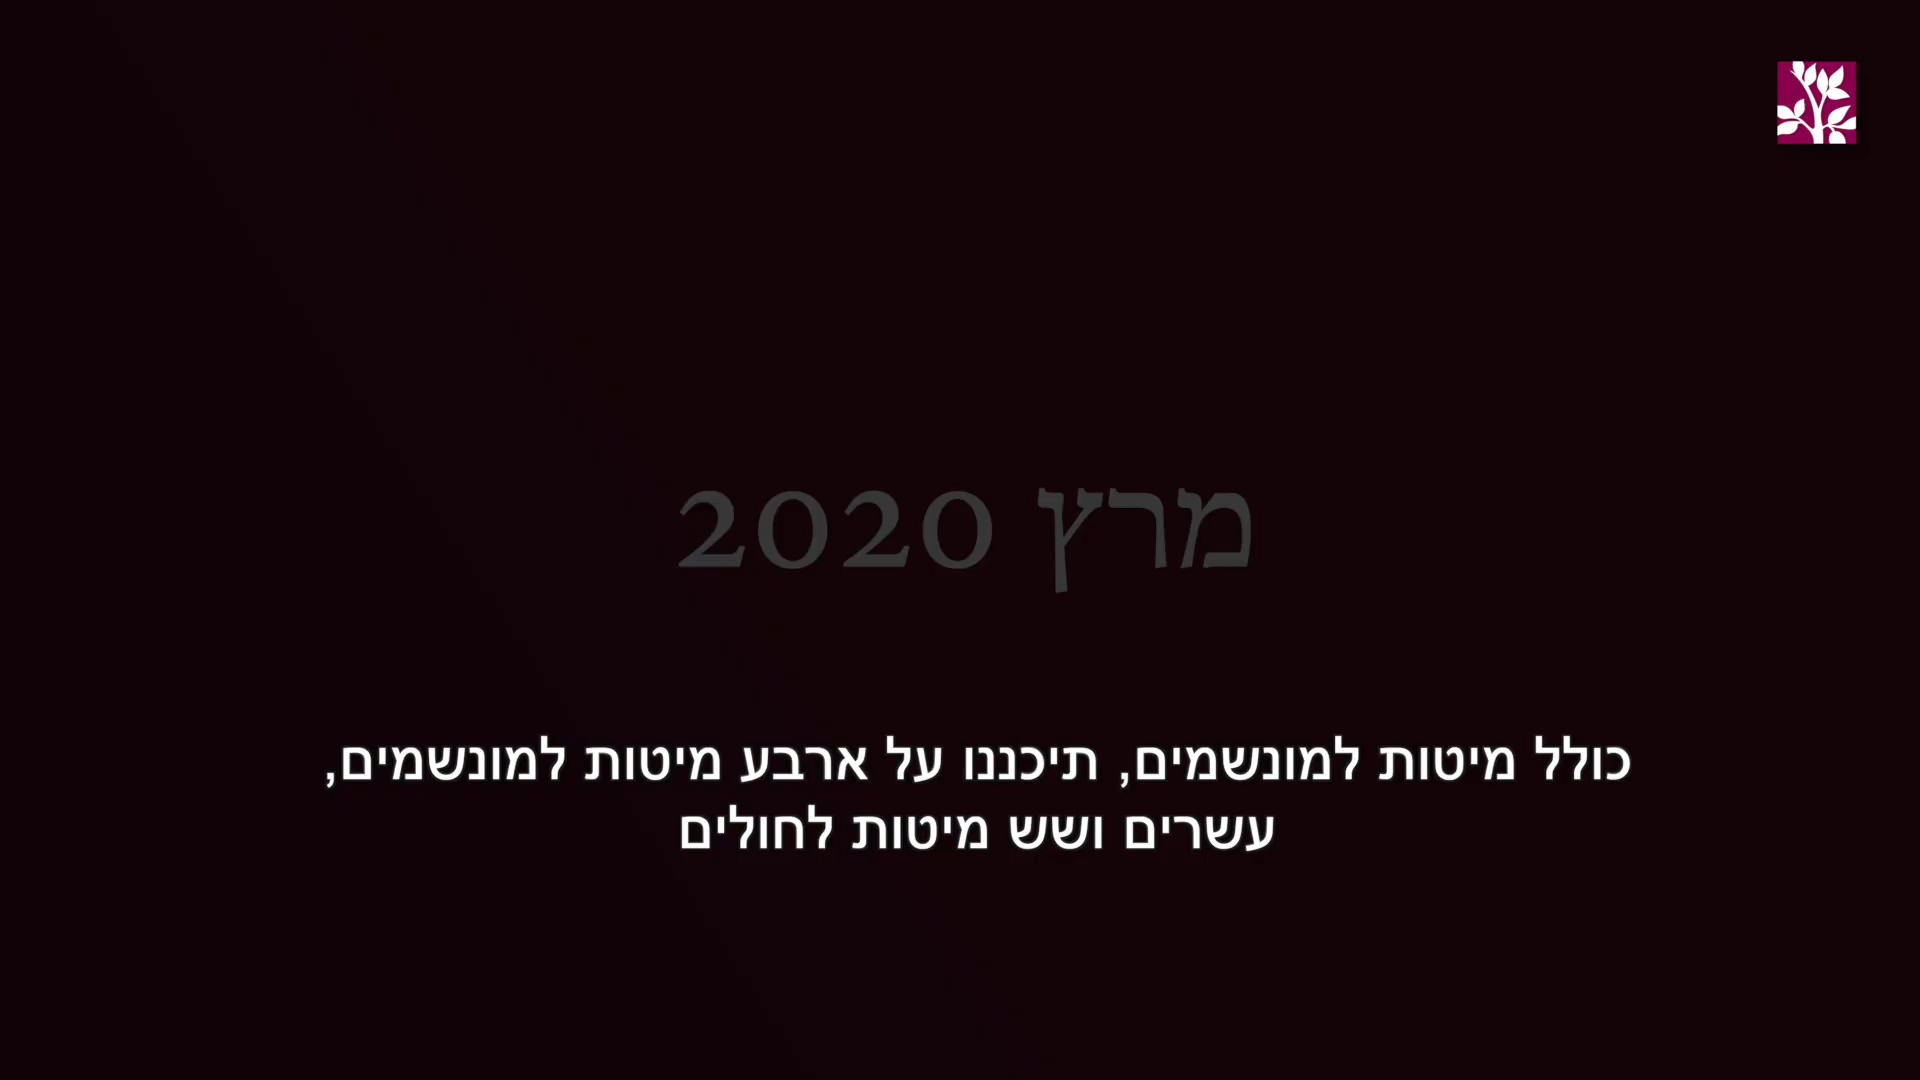 מרץ 2020
כולל מיטות למונשמים, תיכננו על ארבע מיטות למונשמים,
עשרים ושש מיטות לחולים